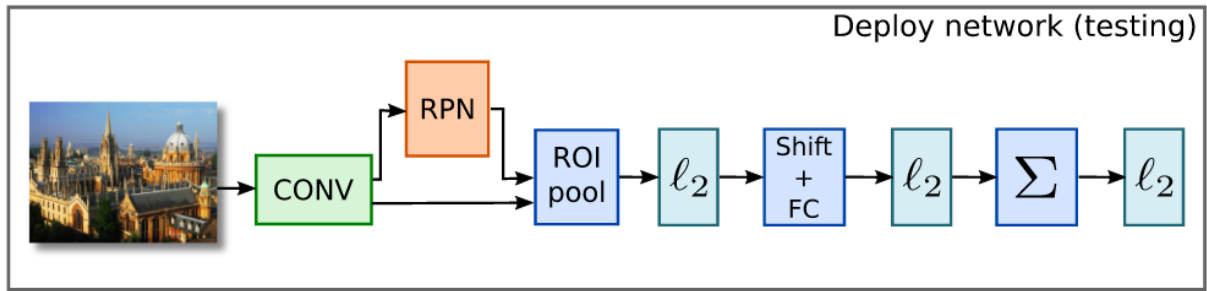 Deploy network (testing)
RPN
CONV
ROI
pool
ℓ₂
Shift
+
FC
ℓ₂
∑
ℓ₂